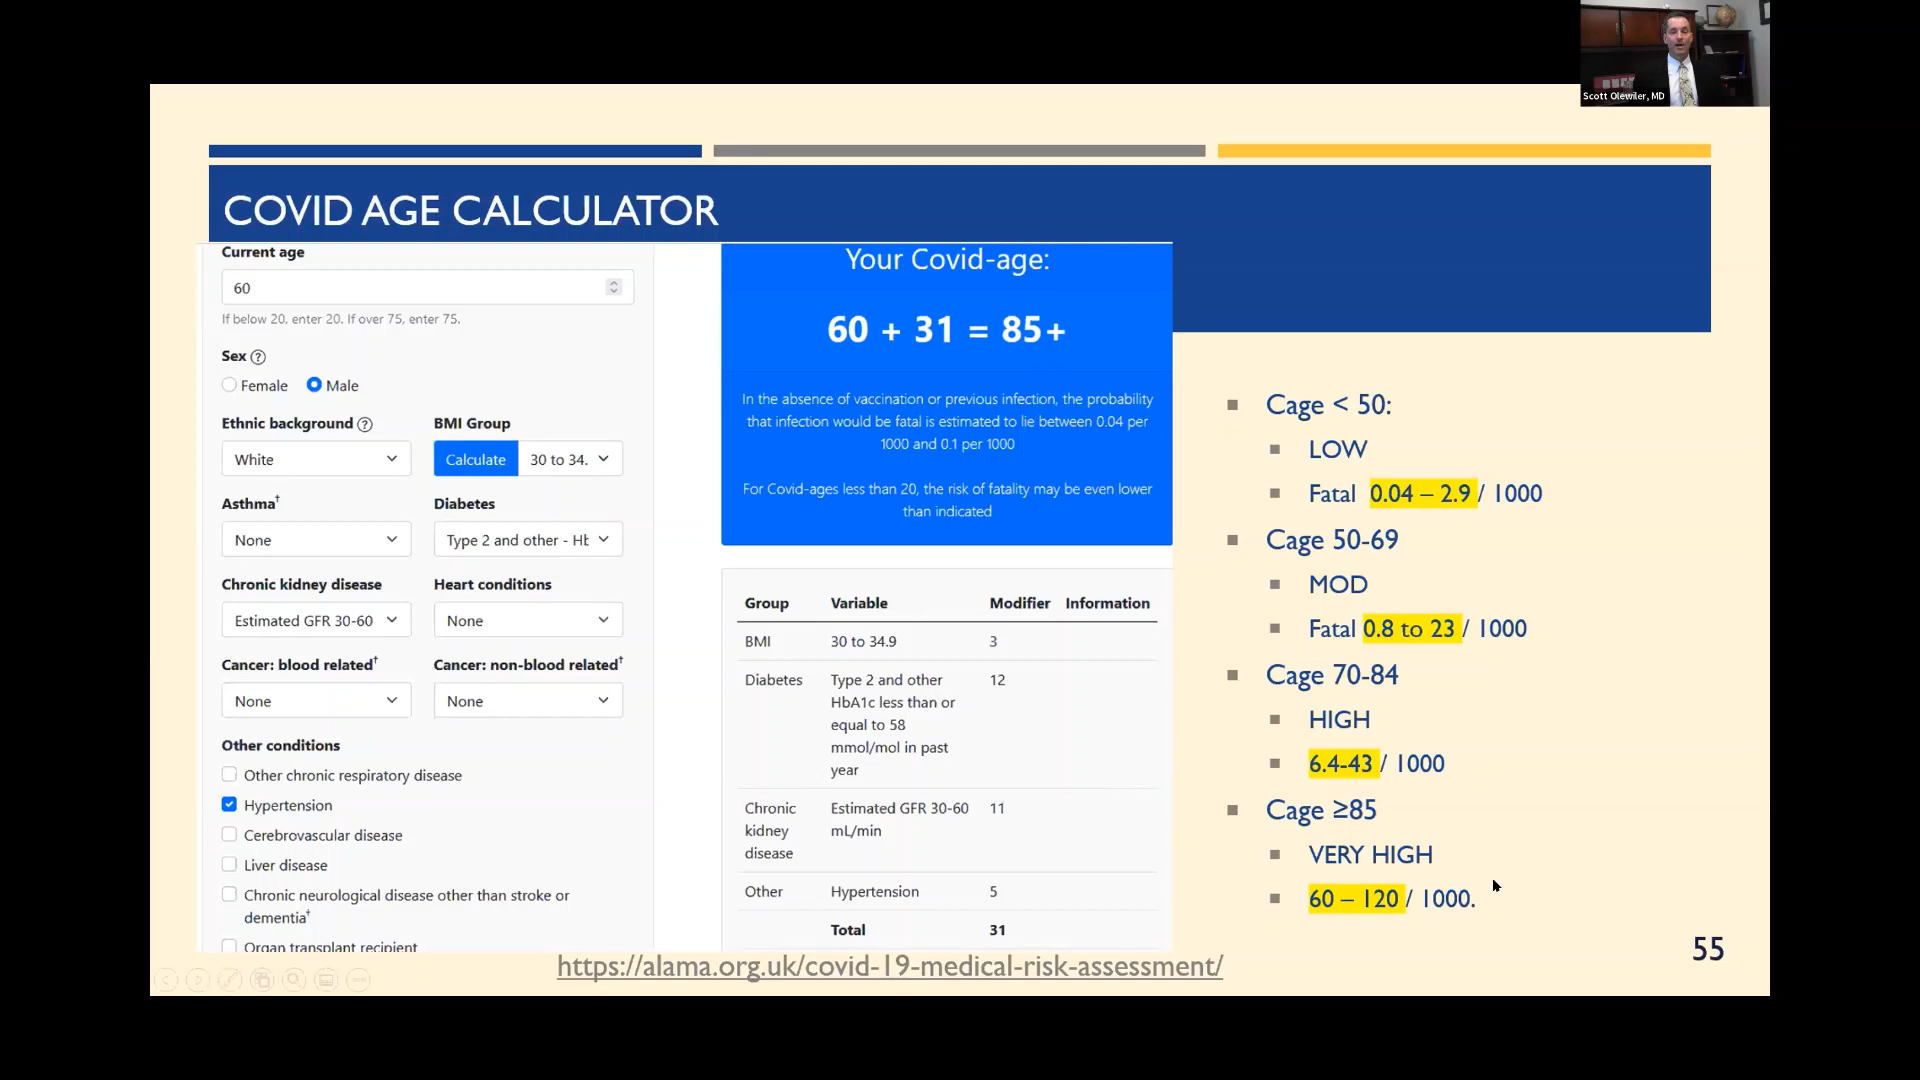 Scott Olewiler, MD
COVID AGE CALCULATOR
Current age
60
If below 20, enter 20. If over 75, enter 75.
Sex ?
Female Male
Ethnic background ? BMI Group
White Calculate 30 to 34.
Asthma† Diabetes
None Type 2 and other - Hb
Chronic kidney disease Heart conditions
Estimated GFR 30-60 None
Cancer: blood related† Cancer: non-blood related†
None None
Other conditions
Other chronic respiratory disease
Hypertension
Cerebrovascular disease
Liver disease
Chronic neurological disease other than stroke or
dementia†
Organ transplant recipient
Your Covid-age:
60 + 31 = 85+
In the absence of vaccination or previous infection, the probability
that infection would be fatal is estimated to lie between 0.04 per
1000 and 0.1 per 1000
For Covid-ages less than 20, the risk of fatality may be even lower
than indicated
Group Variable Modifier Information
BMI 30 to 34.9 3
Diabetes Type 2 and other 12
HbA1c less than or
equal to 58
mmol/mol in past
year
Chronic Estimated GFR 30-60 11
kidney mL/min
disease
Other Hypertension 5
Total 31
Cage < 50:
LOW
Fatal 0.04 – 2.9 / 1000
Cage 50-69
MOD
Fatal 0.8 to 23 / 1000
Cage 70-84
HIGH
6.4-43 / 1000
Cage ≥85
VERY HIGH
60 – 120 / 1000.
https://alama.org.uk/covid-19-medical-risk-assessment/
55